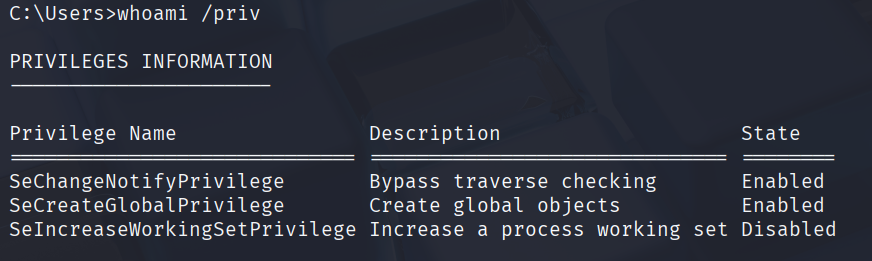 C:\Users>whoami /priv
PRIVILEGES INFORMATION
----------------------
Privilege Name                Description                    State
============================= ============================== ========
SeChangeNotifyPrivilege       Bypass traverse checking       Enabled
SeCreateGlobalPrivilege       Create global objects          Enabled
SeIncreaseWorkingSetPrivilege Increase a process working set Disabled